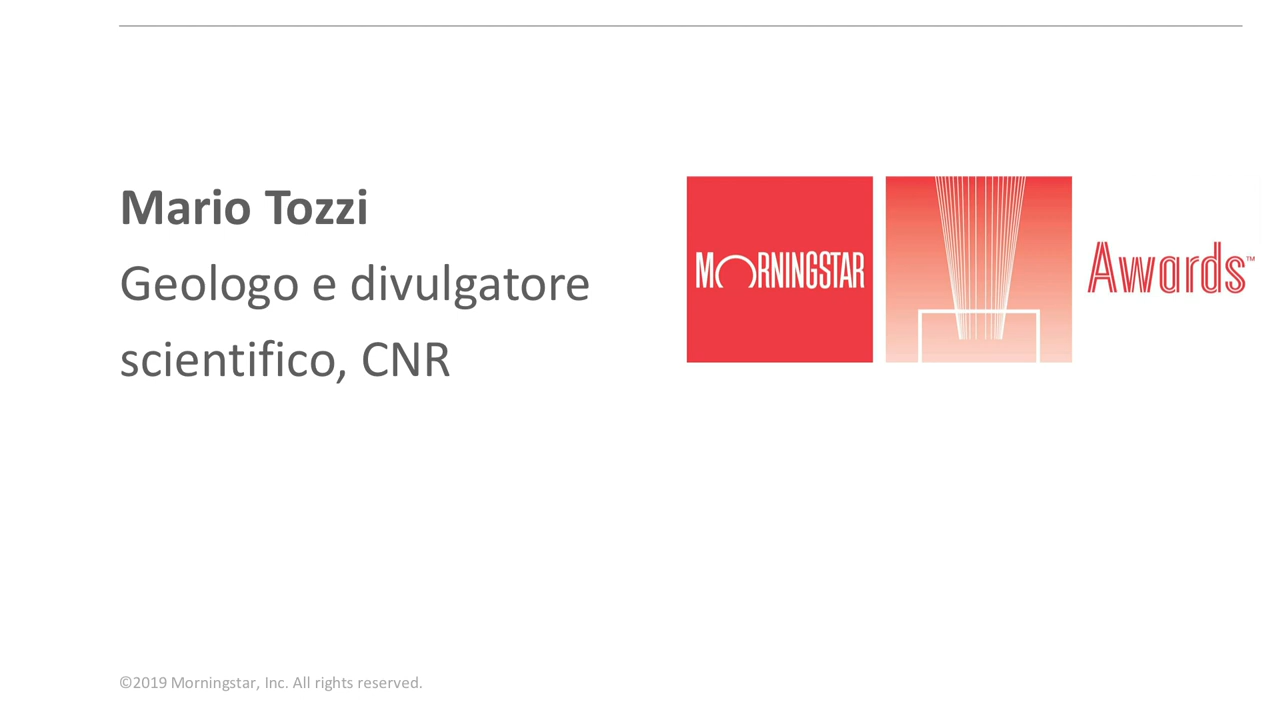 Mario Tozzi
Geologo e divulgatore
scientifico, CNR
MORNINGSTAR
Awards™
©2019 Morningstar, Inc. All rights reserved.